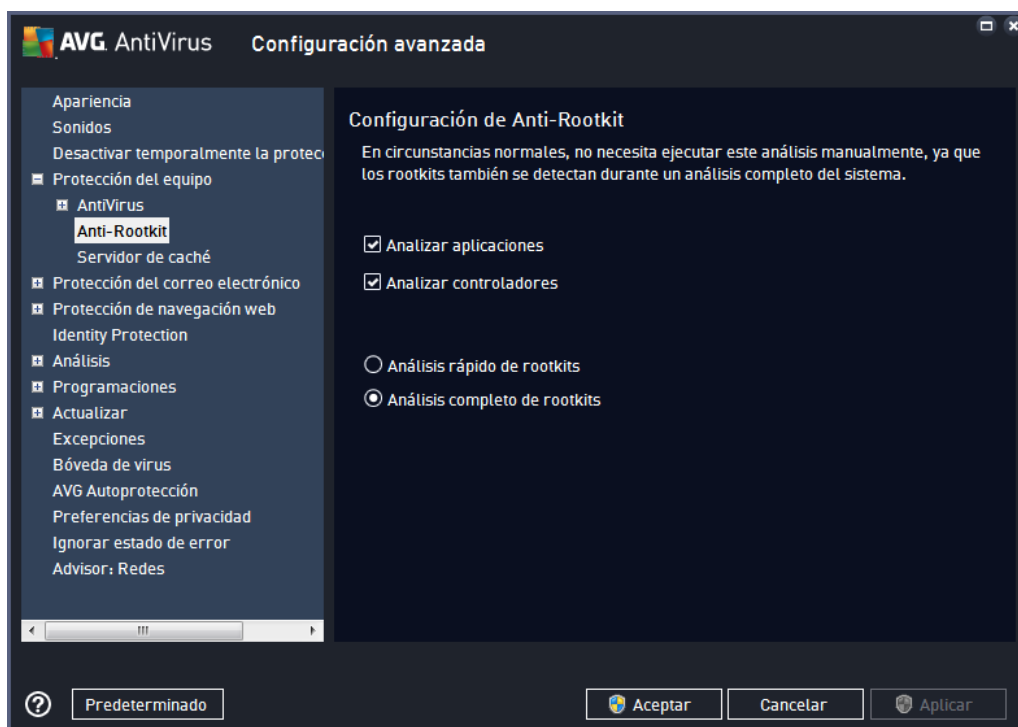 AVG. AntiVirus
Configuración avanzada
Apariencia
Sonidos
Desactivar temporalmente la protec
Protección del equipo
AntiVirus
Anti-Rootkit
Servidor de caché
Protección del correo electrónico
Protección de navegación web
Identity Protection
Análisis
Programaciones
Actualizar
Excepciones
Bóveda de virus
AVG Autoprotección
Preferencias de privacidad
Ignorar estado de error
Advisor: Redes
Configuración de Anti-Rootkit
En circunstancias normales, no necesita ejecutar este análisis manualmente, ya que
los rootkits también se detectan durante un análisis completo del sistema.
Analizar aplicaciones
Analizar controladores
Análisis rápido de rootkits
Análisis completo de rootkits
?
Predeterminado
Aceptar
Cancelar
Aplicar